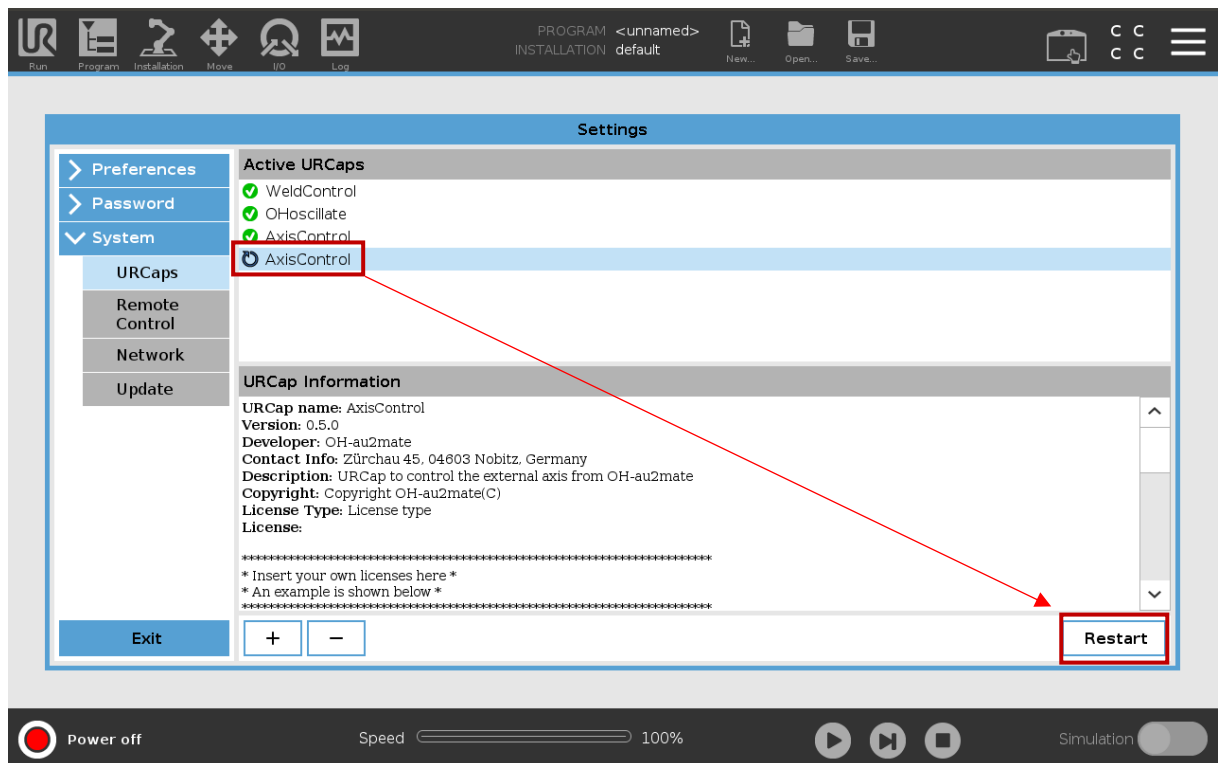 UR
PROGRAM <unnamed>
INSTALLATION default
C C
C C
Run Program Installation Move I/O Log New... Open... Save...
Settings
Preferences
Password
System
URCaps
Remote
Control
Network
Update
Exit
Active URCaps
WeldControl
OHoscillate
AxisControl
AxisControl
URCap Information
URCap name: AxisControl
Version: 0.5.0
Developer: OH-au2mate
Contact Info: Zürchau 45, 04603 Nobitz, Germany
Description: URCap to control the external axis from OH-au2mate
Copyright: Copyright OH-au2mate(C)
License Type: License type
License:
**********************************************************************
* Insert your own licenses here *
* An example is shown below *
**********************************************************************
+ −
Restart
Power off
Speed 100%
Simulation